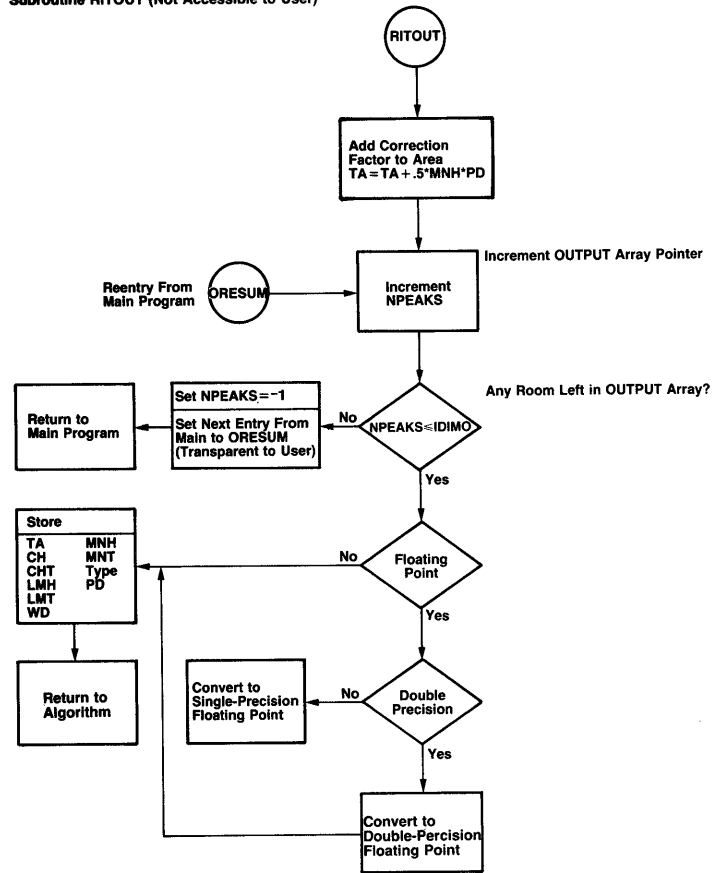 Subroutine RITOUT (Not Accessible to User)
RITOUT
Add Correction
Factor to Area
TA=TA+.5*MNH*PD
Increment OUTPUT Array Pointer
Reentry From
Main Program
ORESUM
Increment
NPEAKS
Any Room Left in OUTPUT Array?
Return to
Main Program
Set NPEAKS=-1
Set Next Entry From
Main to ORESUM
(Transparent to User)
No
NPEAKS≤IDIMO
Yes
Store
TA MNH
CH MNT
CHT Type
LMH PD
LMT
WD
No
Floating
Point
Yes
Return to
Algorithm
Convert to
Single-Precision
Floating Point
No
Double
Precision
Yes
Convert to
Double-Percision
Floating Point